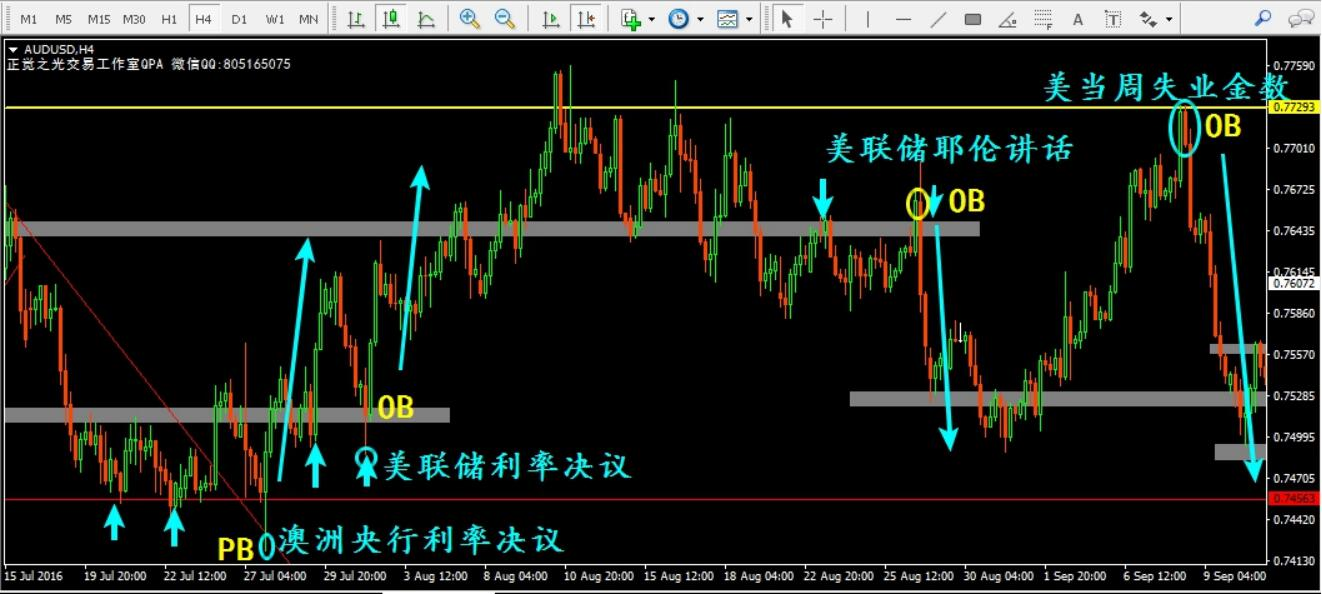 M1 M5 M15 M30 H1 H4 D1 W1 MN
F A T
AUDUSD,H4
正觉之光交易工作室QPA 微信QQ:805165075
0.77590
美当周失业金数
0.77293
OB
美联储耶伦讲话
0.77010
0.76725
OB
0.76435
0.76145
0.76072
0.75860
0.75570
0.75285
OB
0.74995
美联储利率决议
0.74705
0.74563
0.74420
PB
澳洲央行利率决议
0.74130
15 Jul 2016 19 Jul 20:00 22 Jul 12:00 27 Jul 04:00 29 Jul 20:00 3 Aug 12:00 8 Aug 04:00 10 Aug 20:00 15 Aug 12:00 18 Aug 04:00 22 Aug 20:00 25 Aug 12:00 30 Aug 04:00 1 Sep 20:00 6 Sep 12:00 9 Sep 04:00